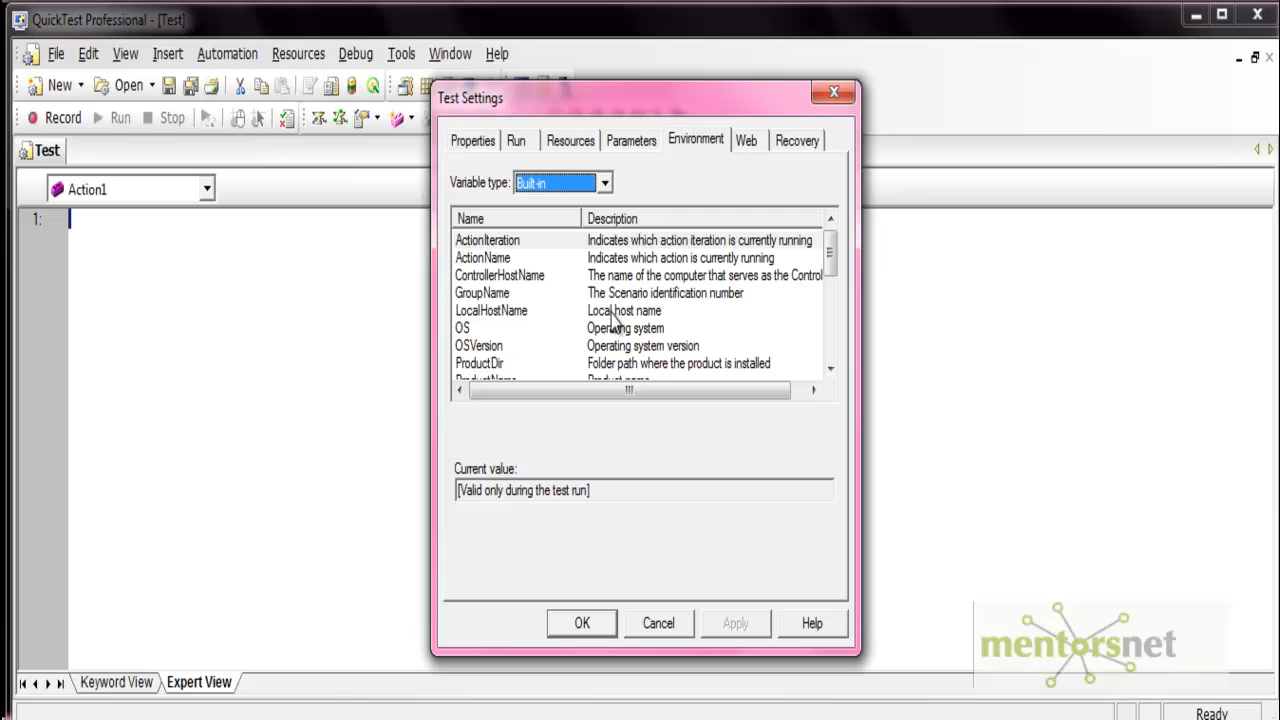 QuickTest Professional - [Test]
File Edit View Insert Automation Resources Debug Tools Window Help
New Open
Record Run Stop
Test
Action1
1:
Test Settings
Properties Run Resources Parameters Environment Web Recovery
Variable type: Built-in
Name Description
ActionIteration Indicates which action iteration is currently running
ActionName Indicates which action is currently running
ControllerHostName The name of the computer that serves as the Control
GroupName The Scenario identification number
LocalHostName Local host name
OS Operating system
OSVersion Operating system version
ProductDir Folder path where the product is installed
ProductName Product name
Current value:
[Valid only during the test run]
OK Cancel Apply Help
mentorsnet
Keyword View Expert View
Ready